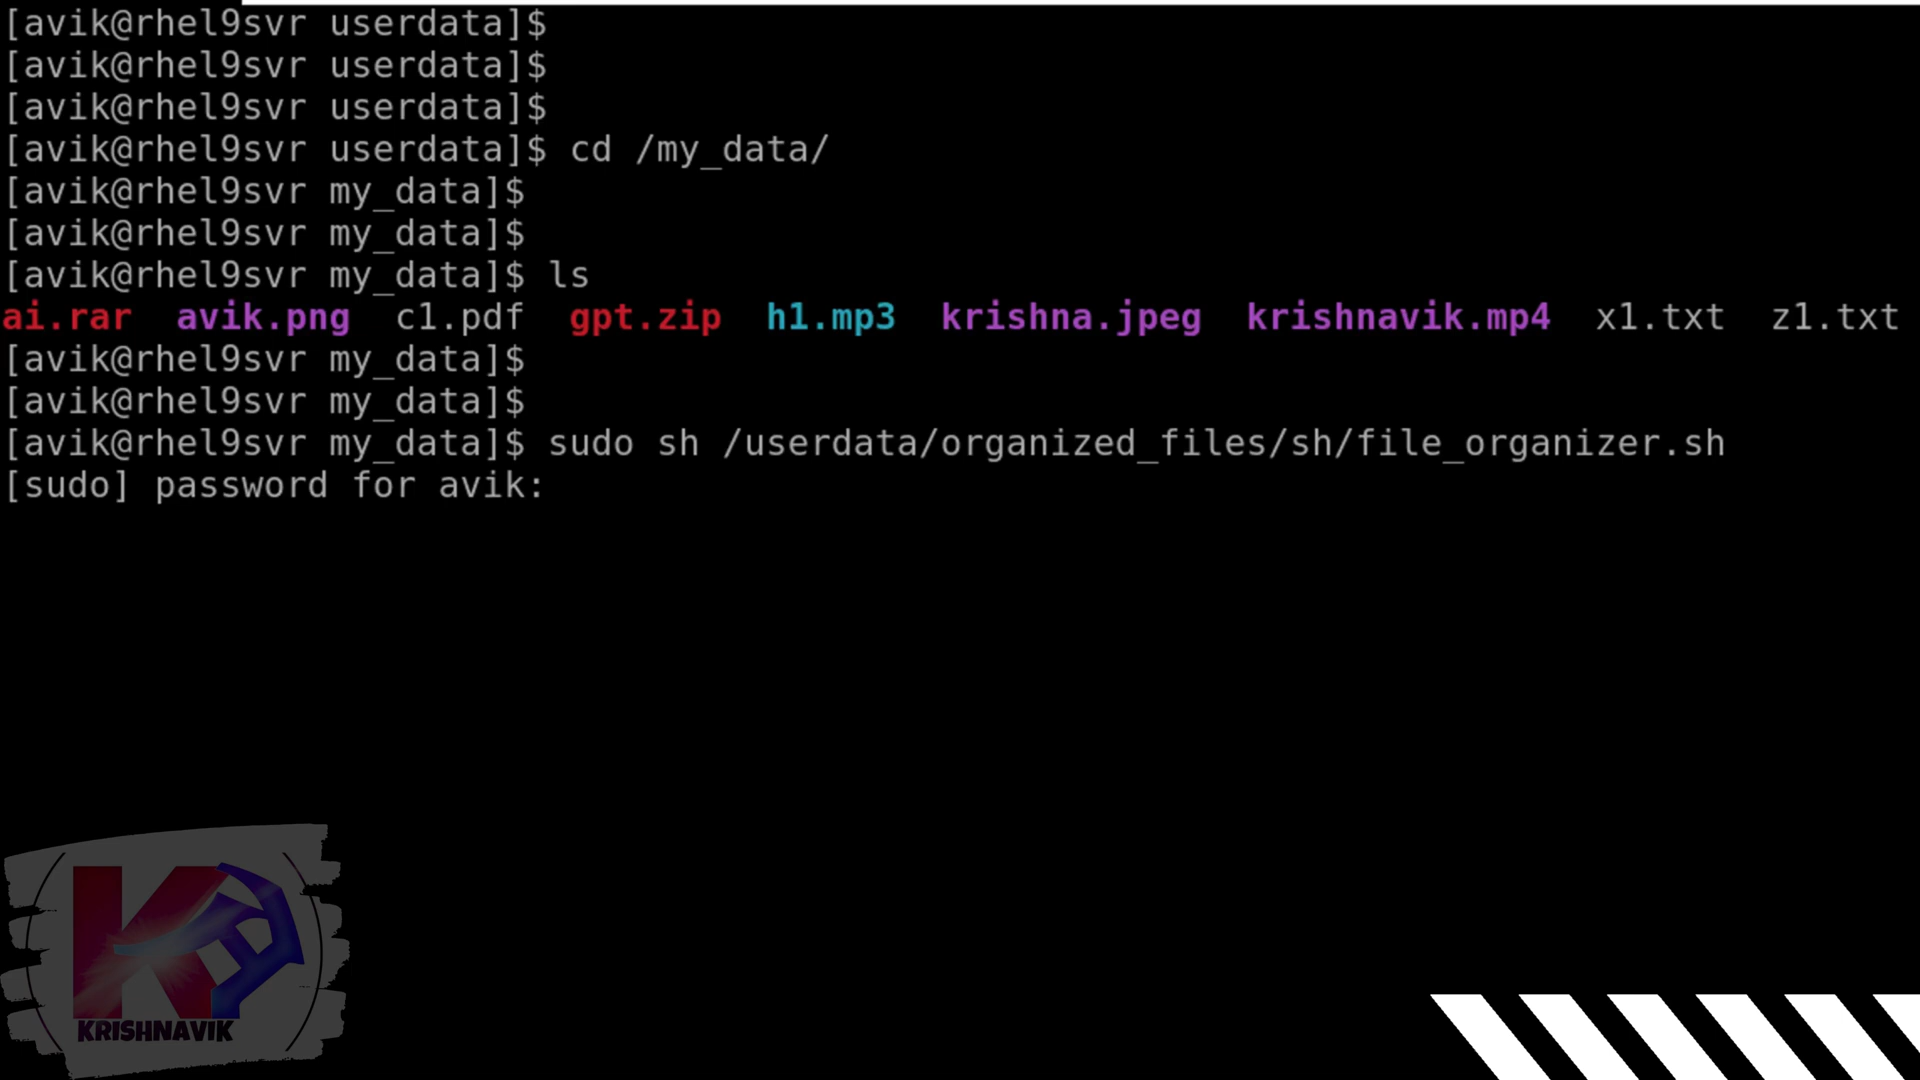 [avik@rhel9svr userdata]$
[avik@rhel9svr userdata]$
[avik@rhel9svr userdata]$
[avik@rhel9svr userdata]$ cd /my_data/
[avik@rhel9svr my_data]$
[avik@rhel9svr my_data]$
[avik@rhel9svr my_data]$ ls
ai.rar  avik.png  c1.pdf  gpt.zip  h1.mp3  krishna.jpeg  krishnavik.mp4  x1.txt  z1.txt
[avik@rhel9svr my_data]$
[avik@rhel9svr my_data]$
[avik@rhel9svr my_data]$ sudo sh /userdata/organized_files/sh/file_organizer.sh
[sudo] password for avik:
KRISHNAVIK